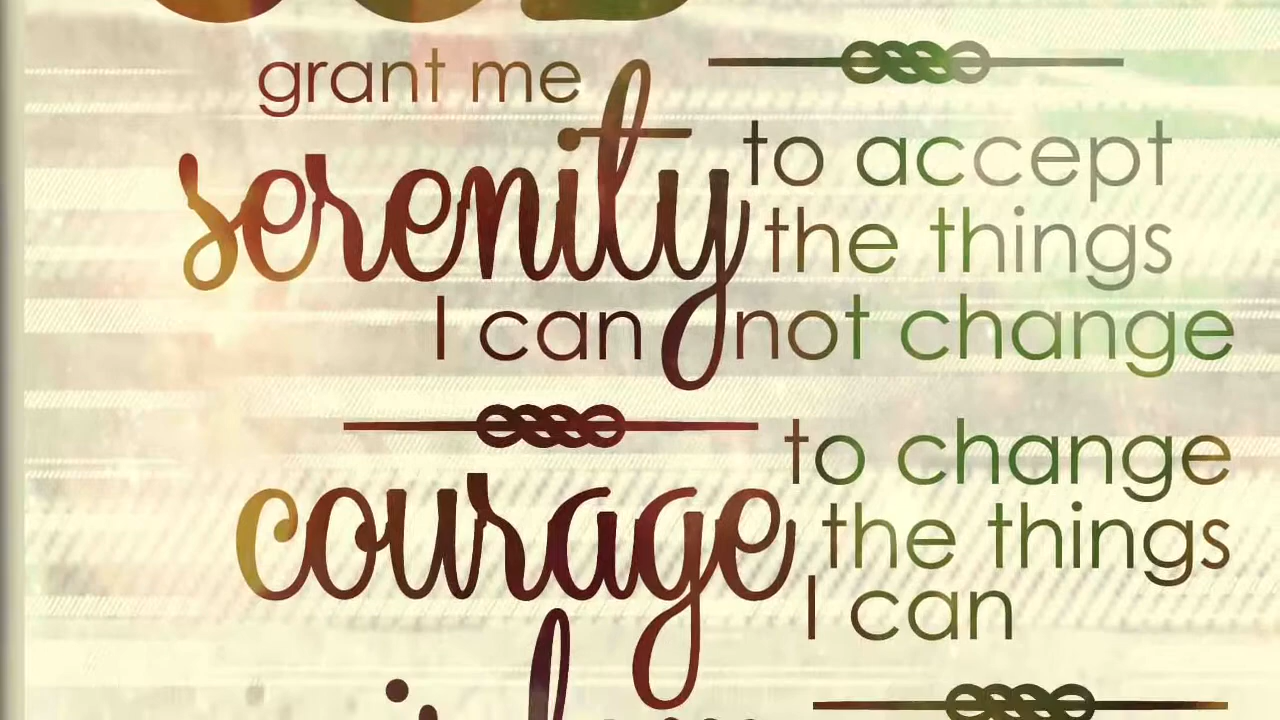 grant me
serenity to accept
the things
I can not change
to change
courage the things
I can